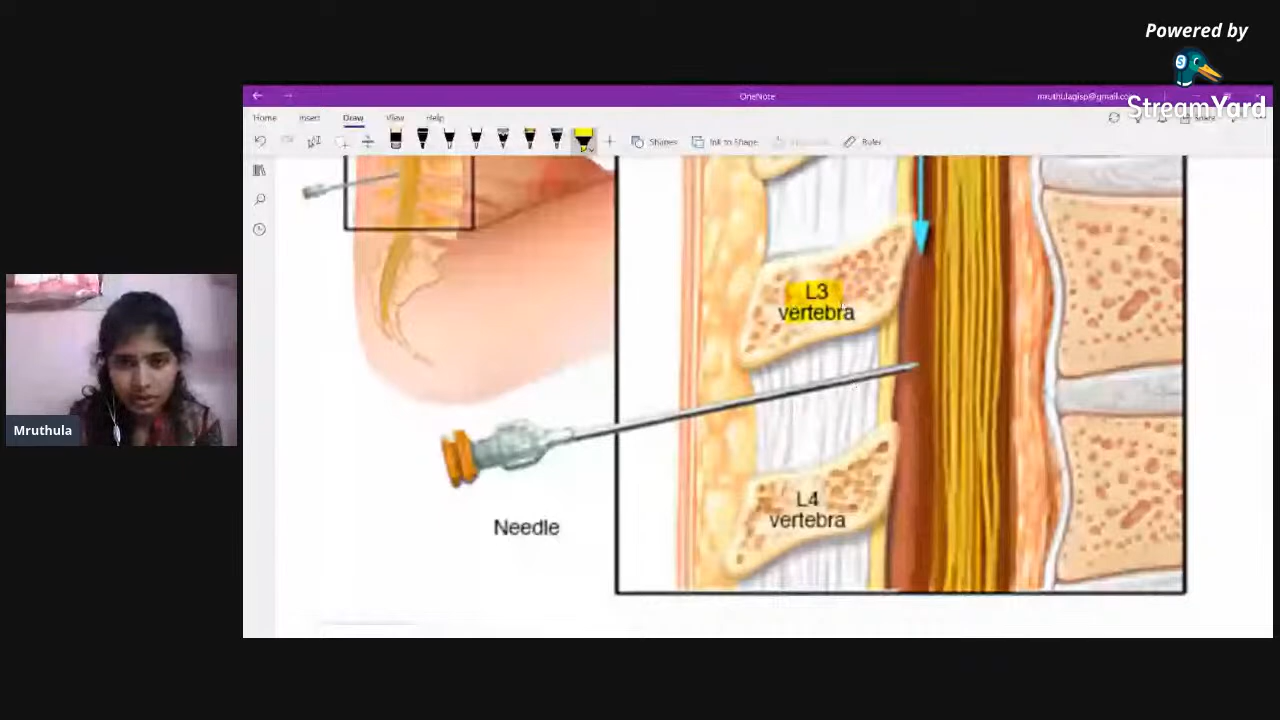 Powered by
StreamYard
OneNote
Home Insert Draw View Help
Shapes Ink to Shape Ruler
L3
vertebra
L4
vertebra
Needle
Mruthula